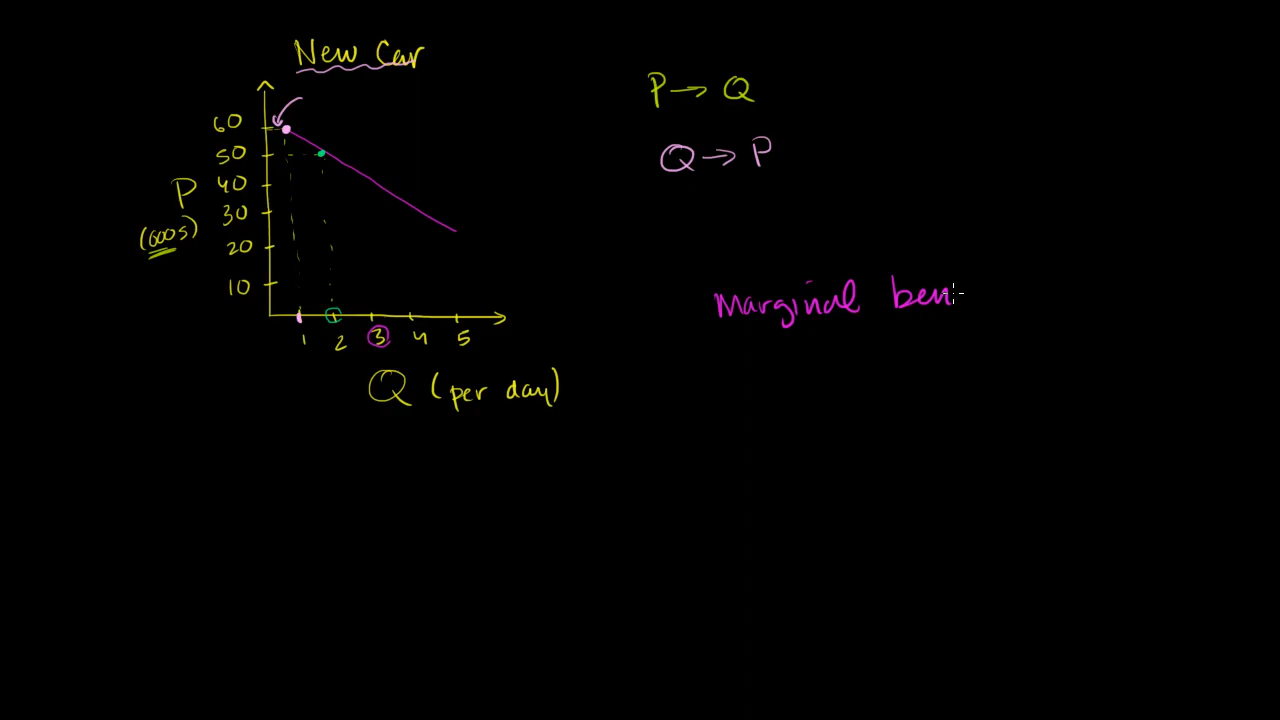 New Car
P → Q
60
Q → P
50
P
40
(000s)
30
20
Marginal ben
10
1 2 3 4 5
Q (per day)